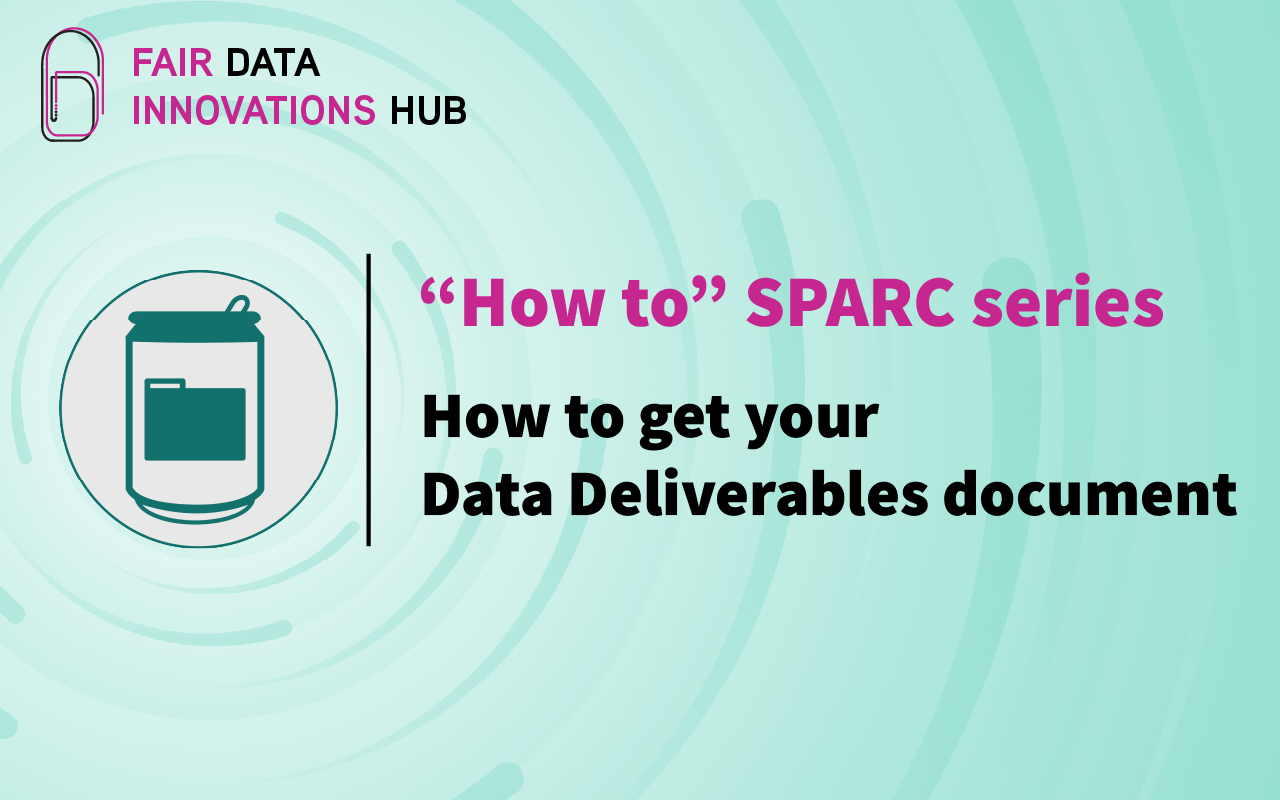 FAIR DATA
INNOVATIONS HUB
“How to” SPARC series
How to get your
Data Deliverables document